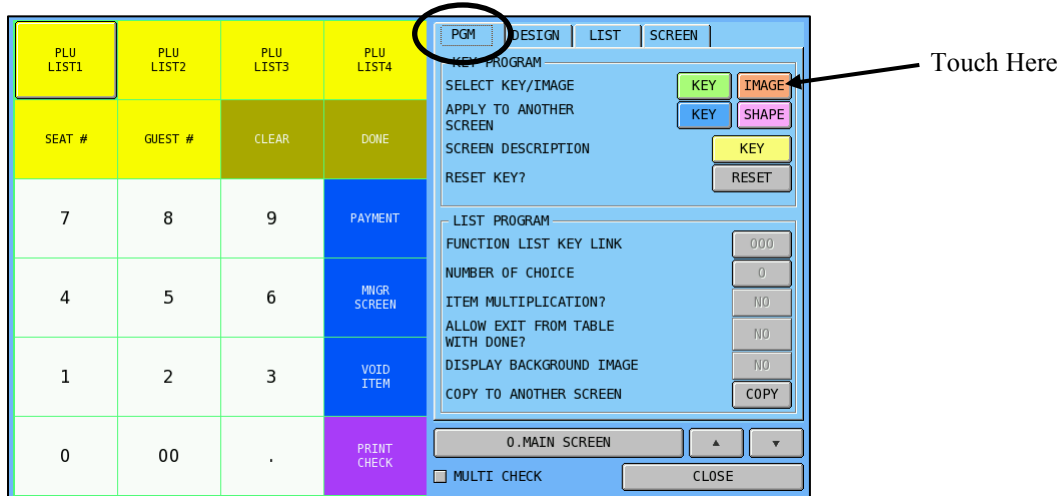 PLU LIST1
PLU LIST2
PLU LIST3
PLU LIST4
SEAT #
GUEST #
CLEAR
DONE
7
8
9
PAYMENT
4
5
6
MNGR SCREEN
1
2
3
VOID ITEM
0
00
.
PRINT CHECK
PGM
DESIGN
LIST
SCREEN
KEY PROGRAM
SELECT KEY/IMAGE
KEY
IMAGE
APPLY TO ANOTHER SCREEN
KEY
SHAPE
SCREEN DESCRIPTION
KEY
RESET KEY?
RESET
LIST PROGRAM
FUNCTION LIST KEY LINK
000
NUMBER OF CHOICE
0
ITEM MULTIPLICATION?
NO
ALLOW EXIT FROM TABLE WITH DONE?
NO
DISPLAY BACKGROUND IMAGE
NO
COPY TO ANOTHER SCREEN
COPY
0.MAIN SCREEN
MULTI CHECK
CLOSE
Touch Here